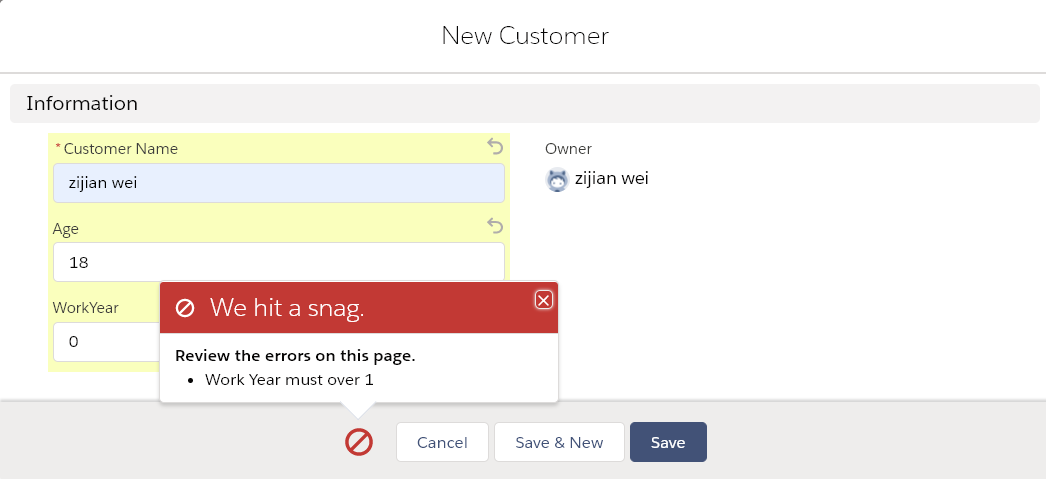 New Customer
Information
* Customer Name
zijian wei
Owner
zijian wei
Age
18
WorkYear
0
We hit a snag.
Review the errors on this page.
• Work Year must over 1
Cancel
Save & New
Save